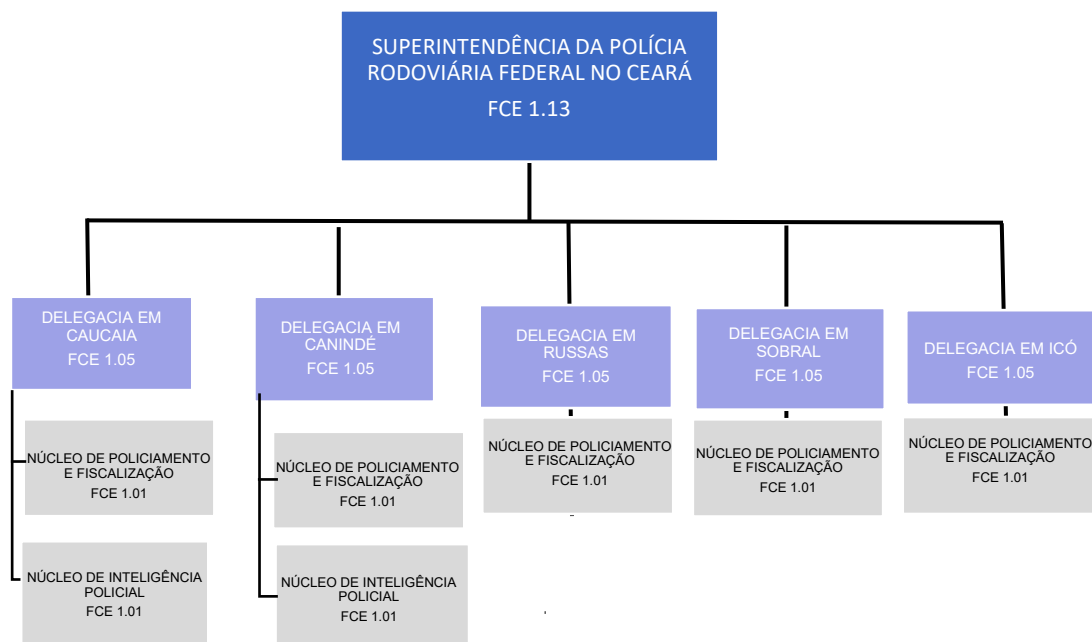 SUPERINTENDÊNCIA DA POLÍCIA
RODOVIÁRIA FEDERAL NO CEARÁ
FCE 1.13
DELEGACIA EM
CAUCAIA
FCE 1.05
DELEGACIA EM
CANINDÉ
FCE 1.05
DELEGACIA EM
RUSSAS
FCE 1.05
DELEGACIA EM
SOBRAL
FCE 1.05
DELEGACIA EM ICÓ
FCE 1.05
NÚCLEO DE POLICIAMENTO
E FISCALIZAÇÃO
FCE 1.01
NÚCLEO DE POLICIAMENTO
E FISCALIZAÇÃO
FCE 1.01
NÚCLEO DE POLICIAMENTO
E FISCALIZAÇÃO
FCE 1.01
NÚCLEO DE POLICIAMENTO
E FISCALIZAÇÃO
FCE 1.01
NÚCLEO DE POLICIAMENTO
E FISCALIZAÇÃO
FCE 1.01
NÚCLEO DE INTELIGÊNCIA
POLICIAL
FCE 1.01
NÚCLEO DE INTELIGÊNCIA
POLICIAL
FCE 1.01